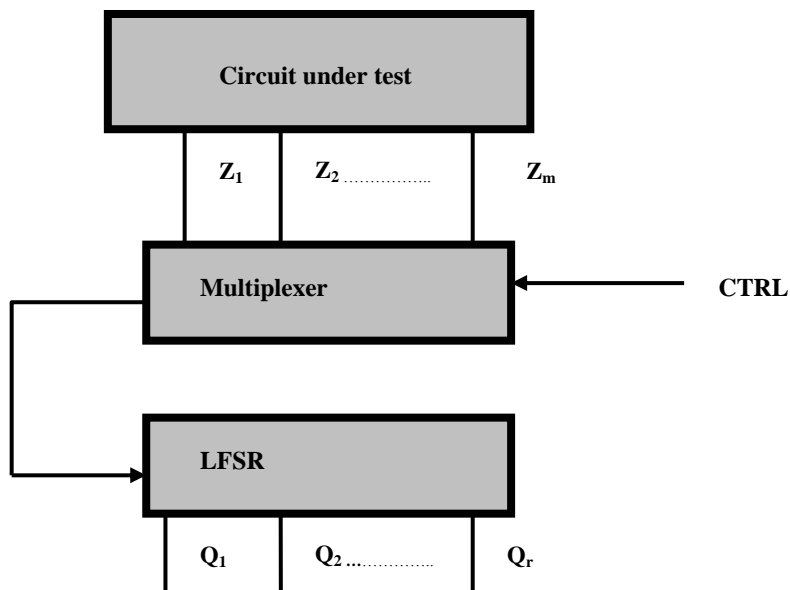 Circuit under test
Z₁ Z₂ ................. Zₘ
Multiplexer
CTRL
LFSR
Q₁ Q₂ ................ Qᵣ